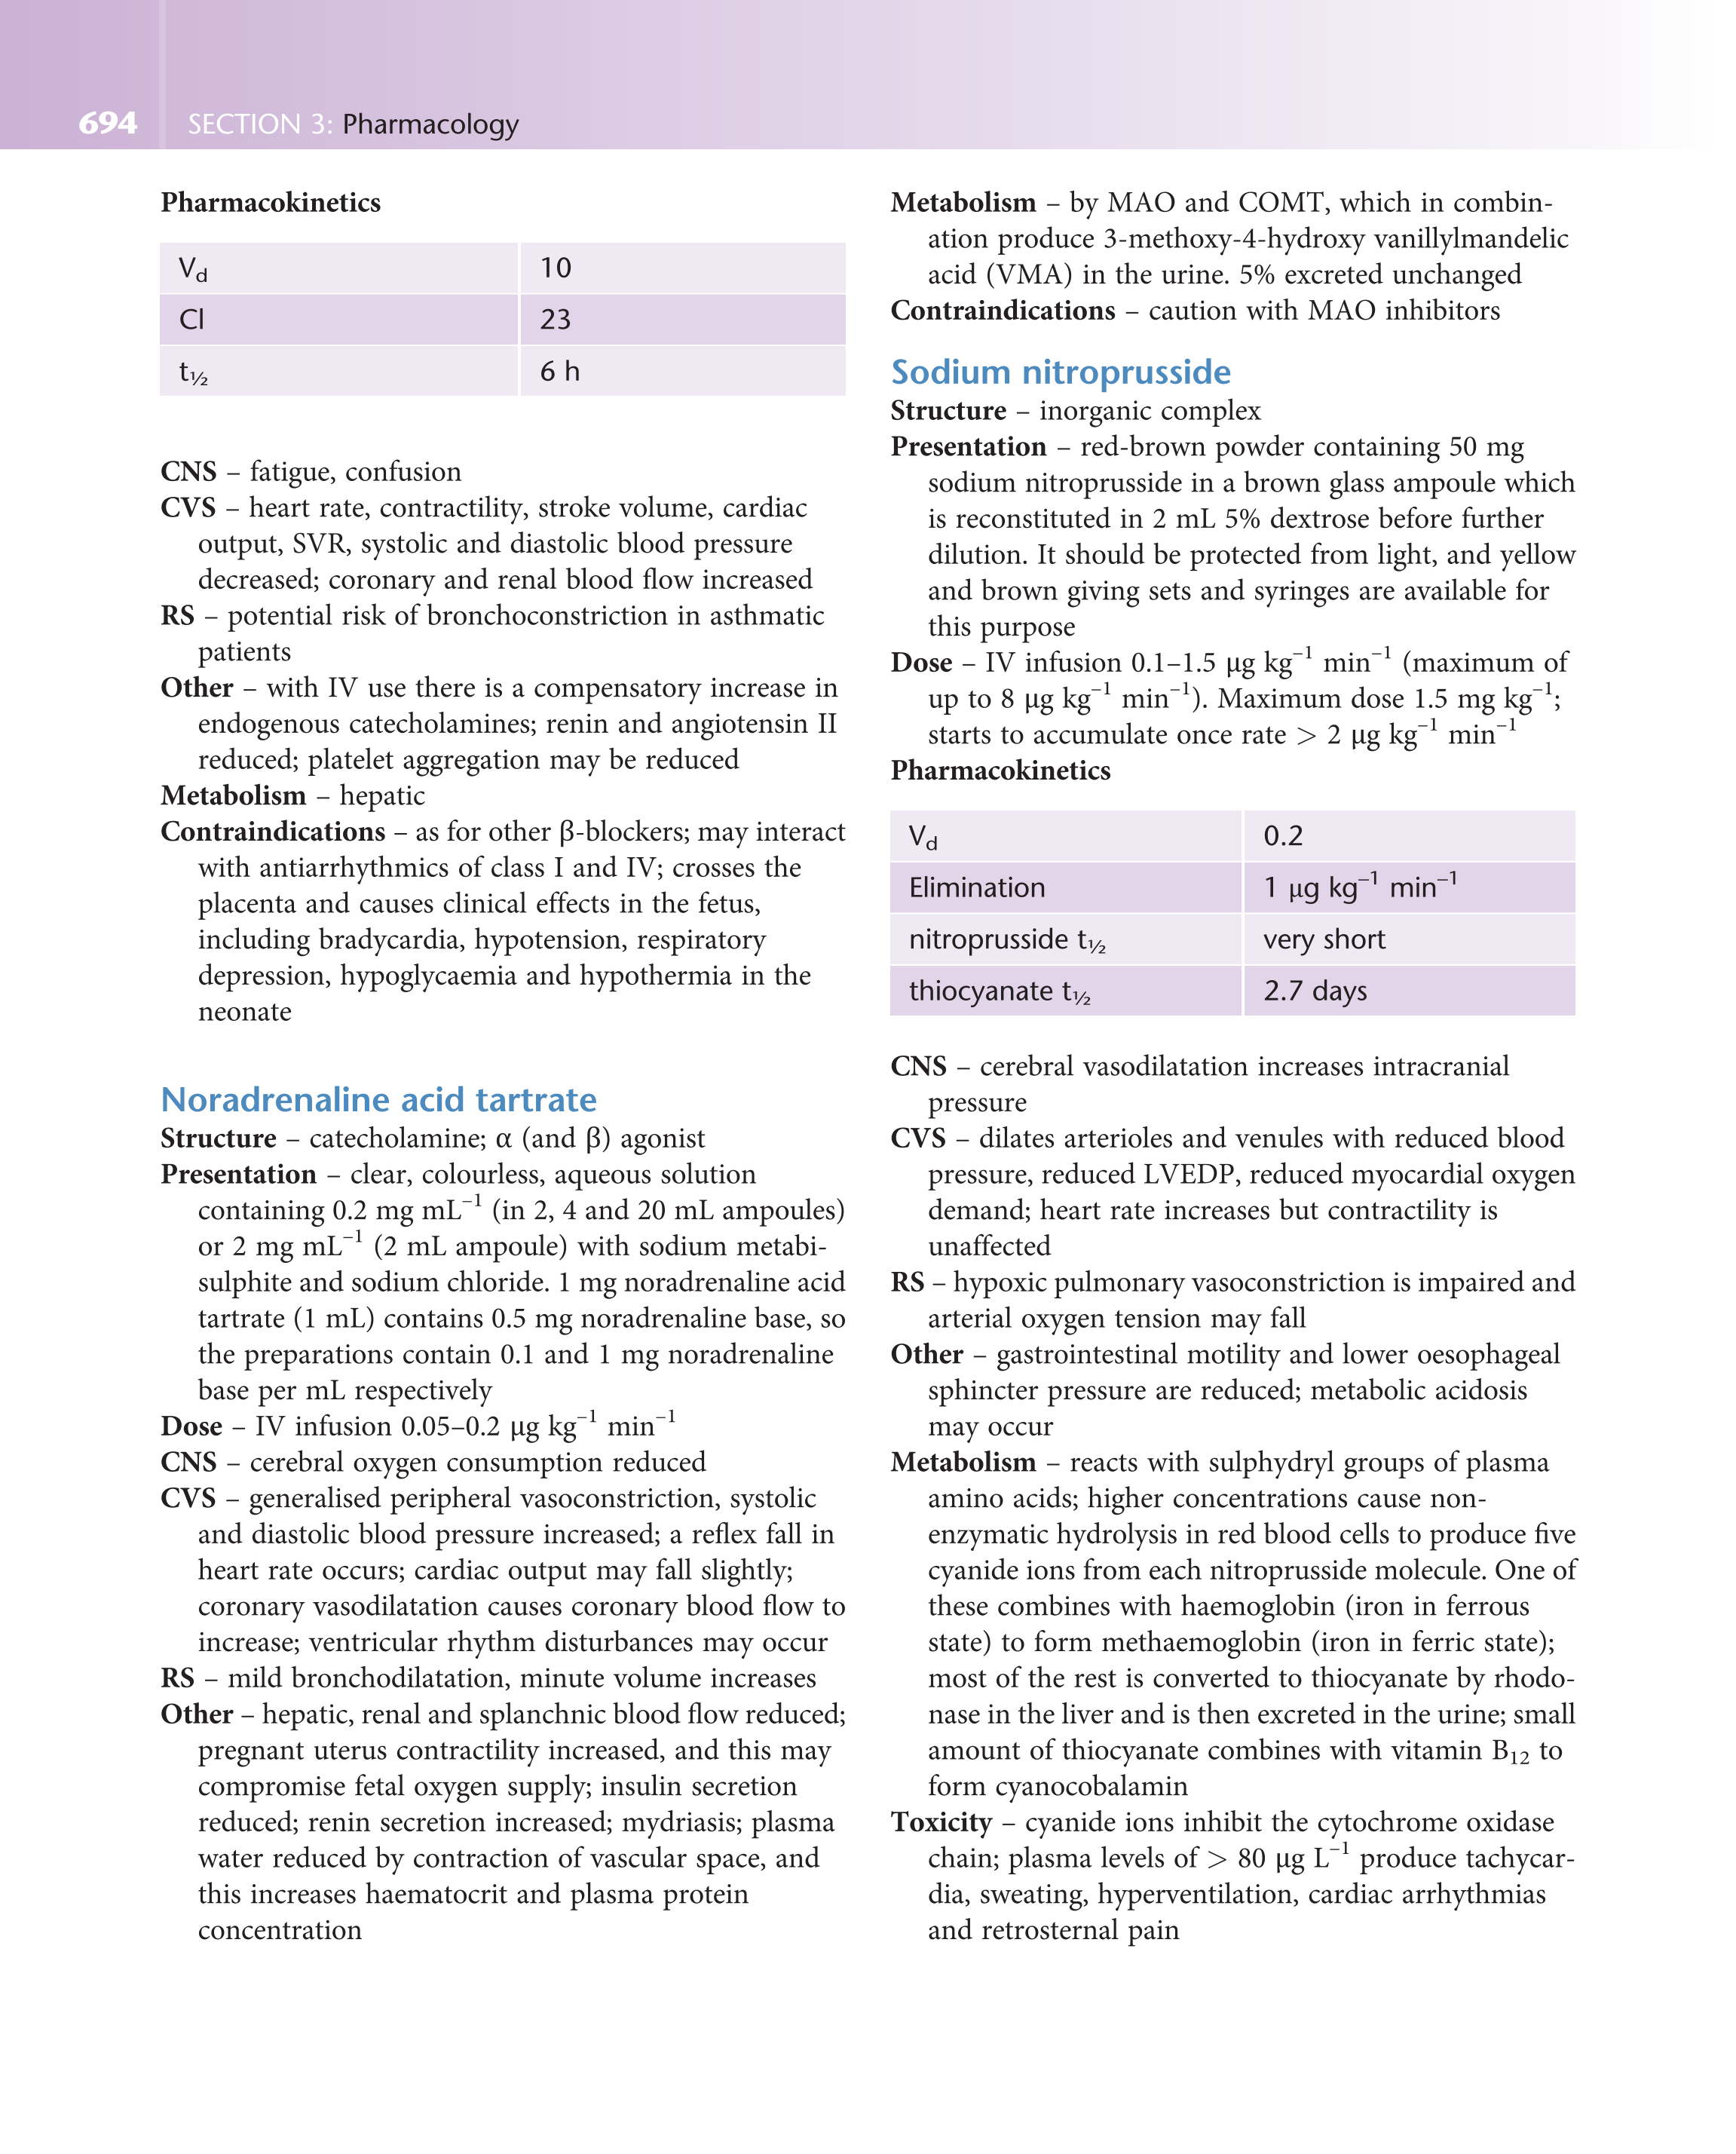 694 SECTION 3: Pharmacology
Pharmacokinetics
Vd 10
Cl 23
t½ 6 h
CNS – fatigue, confusion
CVS – heart rate, contractility, stroke volume, cardiac
output, SVR, systolic and diastolic blood pressure
decreased; coronary and renal blood flow increased
RS – potential risk of bronchoconstriction in asthmatic
patients
Other – with IV use there is a compensatory increase in
endogenous catecholamines; renin and angiotensin II
reduced; platelet aggregation may be reduced
Metabolism – hepatic
Contraindications – as for other β-blockers; may interact
with antiarrhythmics of class I and IV; crosses the
placenta and causes clinical effects in the fetus,
including bradycardia, hypotension, respiratory
depression, hypoglycaemia and hypothermia in the
neonate
Noradrenaline acid tartrate
Structure – catecholamine; α (and β) agonist
Presentation – clear, colourless, aqueous solution
containing 0.2 mg mL⁻¹ (in 2, 4 and 20 mL ampoules)
or 2 mg mL⁻¹ (2 mL ampoule) with sodium metabi-
sulphite and sodium chloride. 1 mg noradrenaline acid
tartrate (1 mL) contains 0.5 mg noradrenaline base, so
the preparations contain 0.1 and 1 mg noradrenaline
base per mL respectively
Dose – IV infusion 0.05–0.2 µg kg⁻¹ min⁻¹
CNS – cerebral oxygen consumption reduced
CVS – generalised peripheral vasoconstriction, systolic
and diastolic blood pressure increased; a reflex fall in
heart rate occurs; cardiac output may fall slightly;
coronary vasodilatation causes coronary blood flow to
increase; ventricular rhythm disturbances may occur
RS – mild bronchodilatation, minute volume increases
Other – hepatic, renal and splanchnic blood flow reduced;
pregnant uterus contractility increased, and this may
compromise fetal oxygen supply; insulin secretion
reduced; renin secretion increased; mydriasis; plasma
water reduced by contraction of vascular space, and
this increases haematocrit and plasma protein
concentration
Metabolism – by MAO and COMT, which in combin-
ation produce 3-methoxy-4-hydroxy vanillylmandelic
acid (VMA) in the urine. 5% excreted unchanged
Contraindications – caution with MAO inhibitors
Sodium nitroprusside
Structure – inorganic complex
Presentation – red-brown powder containing 50 mg
sodium nitroprusside in a brown glass ampoule which
is reconstituted in 2 mL 5% dextrose before further
dilution. It should be protected from light, and yellow
and brown giving sets and syringes are available for
this purpose
Dose – IV infusion 0.1–1.5 µg kg⁻¹ min⁻¹ (maximum of
up to 8 µg kg⁻¹ min⁻¹). Maximum dose 1.5 mg kg⁻¹;
starts to accumulate once rate > 2 µg kg⁻¹ min⁻¹
Pharmacokinetics
Vd 0.2
Elimination 1 µg kg⁻¹ min⁻¹
nitroprusside t½ very short
thiocyanate t½ 2.7 days
CNS – cerebral vasodilatation increases intracranial
pressure
CVS – dilates arterioles and venules with reduced blood
pressure, reduced LVEDP, reduced myocardial oxygen
demand; heart rate increases but contractility is
unaffected
RS – hypoxic pulmonary vasoconstriction is impaired and
arterial oxygen tension may fall
Other – gastrointestinal motility and lower oesophageal
sphincter pressure are reduced; metabolic acidosis
may occur
Metabolism – reacts with sulphydryl groups of plasma
amino acids; higher concentrations cause non-
enzymatic hydrolysis in red blood cells to produce five
cyanide ions from each nitroprusside molecule. One of
these combines with haemoglobin (iron in ferrous
state) to form methaemoglobin (iron in ferric state);
most of the rest is converted to thiocyanate by rhodo-
nase in the liver and is then excreted in the urine; small
amount of thiocyanate combines with vitamin B₁₂ to
form cyanocobalamin
Toxicity – cyanide ions inhibit the cytochrome oxidase
chain; plasma levels of > 80 µg L⁻¹ produce tachycar-
dia, sweating, hyperventilation, cardiac arrhythmias
and retrosternal pain